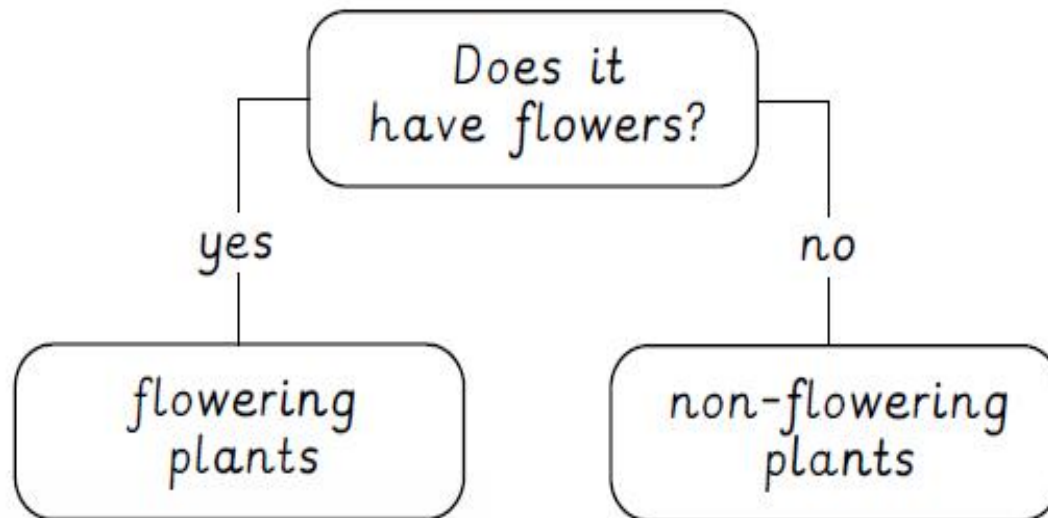 Does it
have flowers?
yes
no
flowering
plants
non-flowering
plants